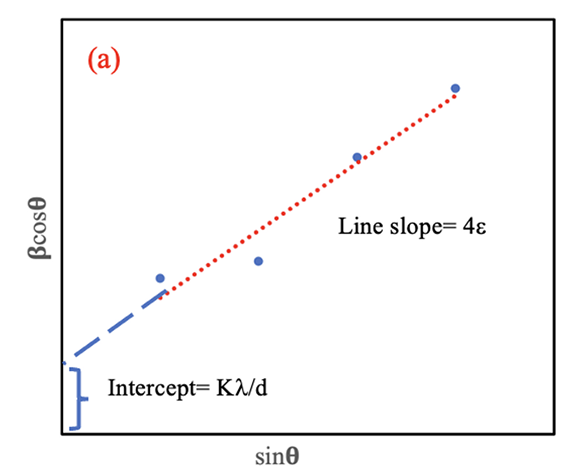 (a)
βcosθ
Line slope= 4ε
Intercept= Kλ/d
sinθ